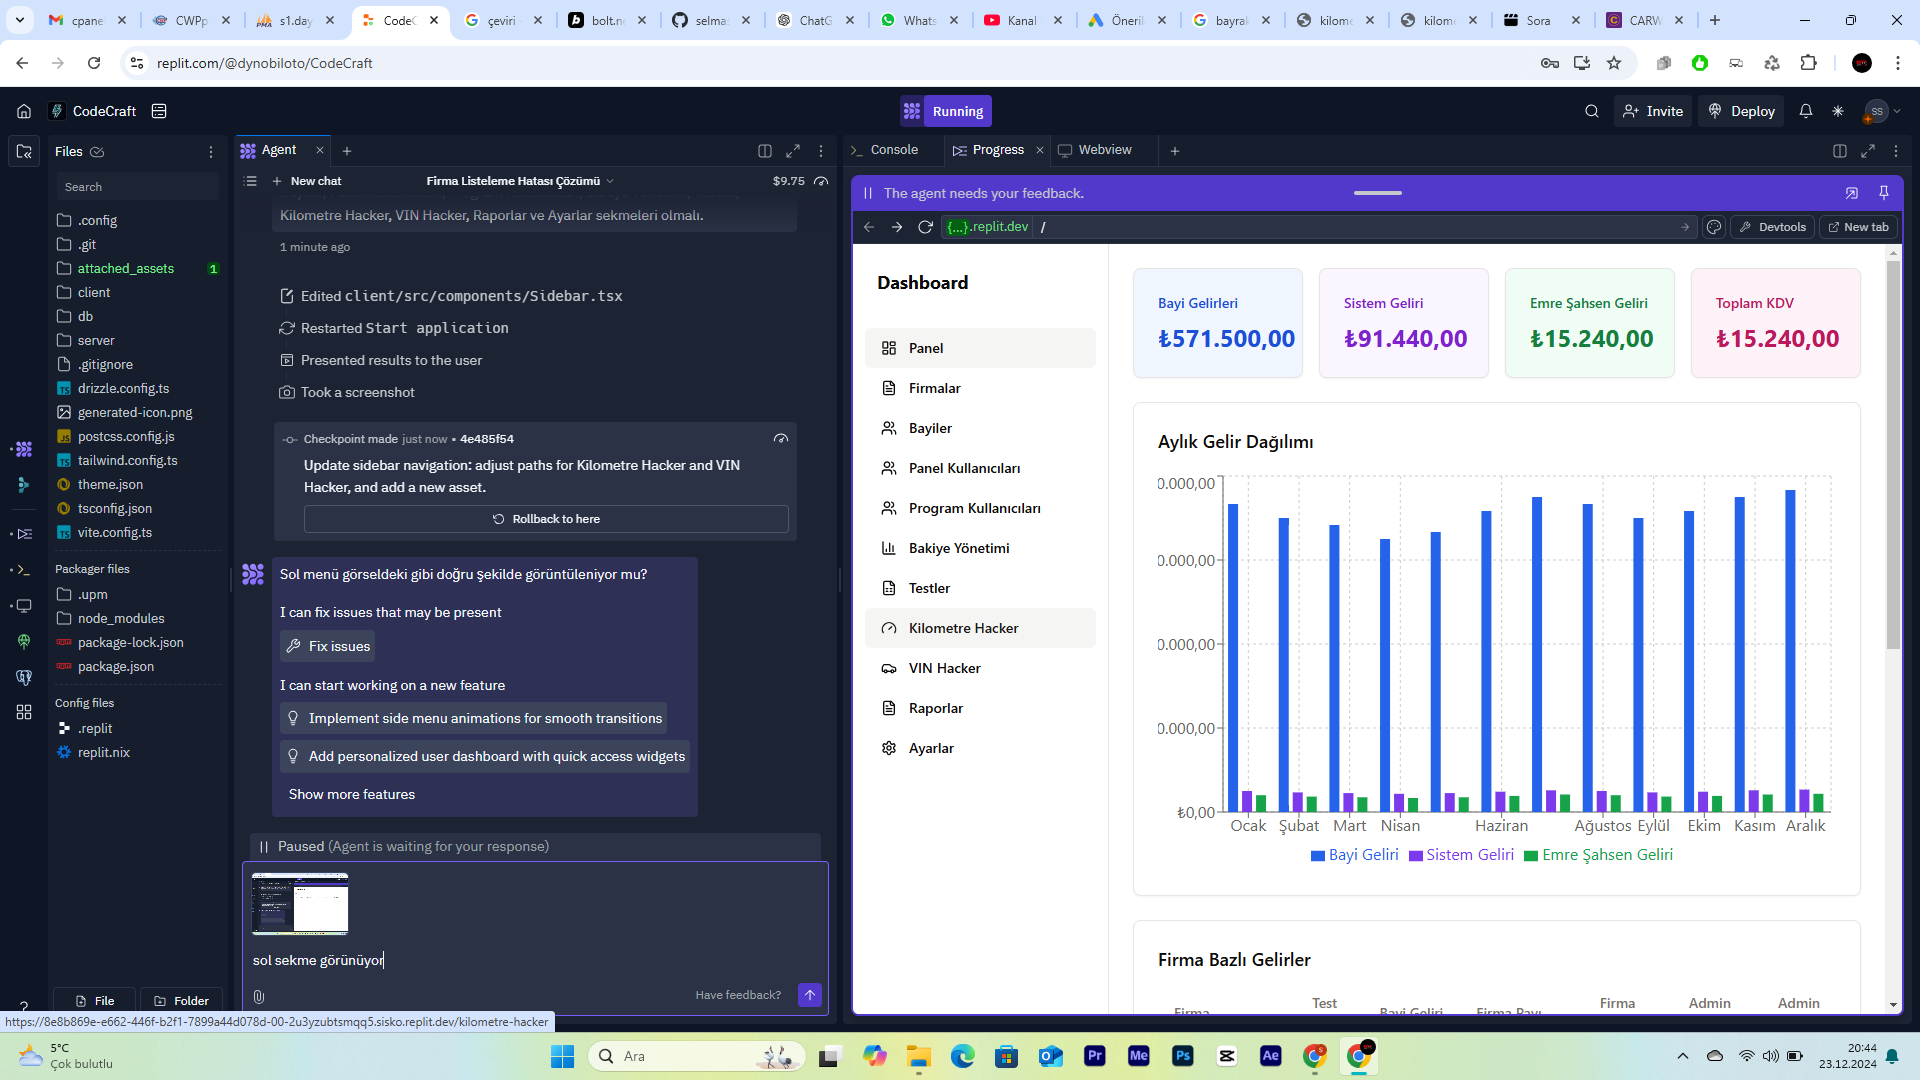 cpane
CWPp
s1.day
CodeC
çeviri
bolt.ne
selmas
ChatG
Whats
Kanal
Öneril
bayrak
kilome
kilom
Sora
CARW
replit.com/@dynobiloto/CodeCraft
CodeCraft
Running
Invite
Deploy
SS
Files
Search
.config
.git
attached_assets 1
client
db
server
.gitignore
drizzle.config.ts
generated-icon.png
postcss.config.js
tailwind.config.ts
theme.json
tsconfig.json
vite.config.ts
Packager files
.upm
node_modules
package-lock.json
package.json
Config files
.replit
replit.nix
File
Folder
Agent
New chat
Firma Listeleme Hatası Çözümü
$9.75
Kilometre Hacker, VIN Hacker, Raporlar ve Ayarlar sekmeleri olmalı.
1 minute ago
Edited client/src/components/Sidebar.tsx
Restarted Start application
Presented results to the user
Took a screenshot
Checkpoint made just now • 4e485f54
Update sidebar navigation: adjust paths for Kilometre Hacker and VIN
Hacker, and add a new asset.
Rollback to here
Sol menü görseldeki gibi doğru şekilde görüntüleniyor mu?
I can fix issues that may be present
Fix issues
I can start working on a new feature
Implement side menu animations for smooth transitions
Add personalized user dashboard with quick access widgets
Show more features
Paused (Agent is waiting for your response)
sol sekme görünüyor
Have feedback?
Console
Progress
Webview
The agent needs your feedback.
{...}.replit.dev /
Devtools
New tab
Dashboard
Panel
Firmalar
Bayiler
Panel Kullanıcıları
Program Kullanıcıları
Bakiye Yönetimi
Testler
Kilometre Hacker
VIN Hacker
Raporlar
Ayarlar
Bayi Gelirleri
₺571.500,00
Sistem Geliri
₺91.440,00
Emre Şahsen Geliri
₺15.240,00
Toplam KDV
₺15.240,00
Aylık Gelir Dağılımı
0.000,00
0.000,00
0.000,00
0.000,00
₺0,00
Ocak Şubat Mart Nisan Haziran Ağustos Eylül Ekim Kasım Aralık
Bayi Geliri Sistem Geliri Emre Şahsen Geliri
Firma Bazlı Gelirler
Test Firma Admin Admin
Firma Bayi Geliri Firma Payı
https://8e8b869e-e662-446f-b2f1-7899a44d078d-00-2u3yzubtsmqq5.sisko.replit.dev/kilometre-hacker
5°C
Çok bulutlu
Ara
Pr
Me
Ps
Ae
20:44
23.12.2024